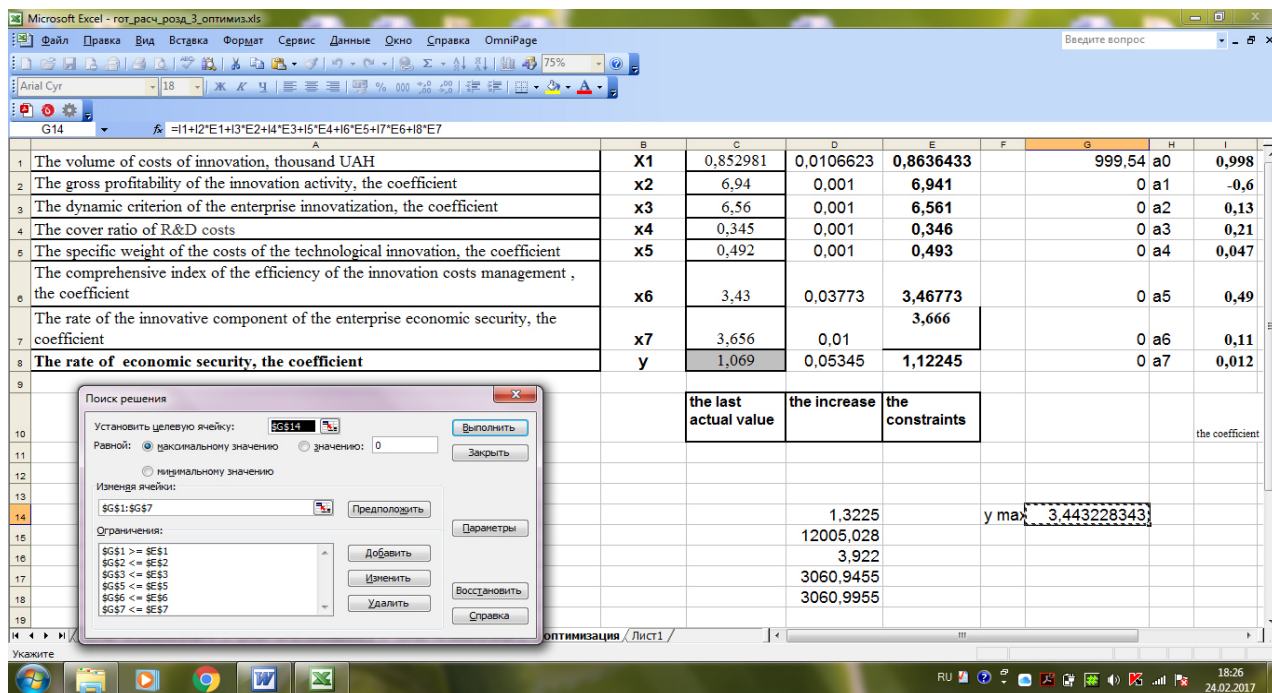 Microsoft Excel - гот_расч_розд_3_оптимиз.xls
Файл Правка Вид Вставка Формат Сервис Данные Окно Справка OmniPage
Введите вопрос
75%
Arial Cyr 18 Ж К Ч % 000
G14 fx =I1+I2*E1+I3*E2+I4*E3+I5*E4+I6*E5+I7*E6+I8*E7
A B C D E F G H I
1 The volume of costs of innovation, thousand UAH X1 0,852981 0,0106623 0,8636433 999,54 a0 0,998
2 The gross profitability of the innovation activity, the coefficient x2 6,94 0,001 6,941 0 a1 -0,6
3 The dynamic criterion of the enterprise innovatization, the coefficient x3 6,56 0,001 6,561 0 a2 0,13
4 The cover ratio of R&D costs x4 0,345 0,001 0,346 0 a3 0,21
5 The specific weight of the costs of the technological innovation, the coefficient x5 0,492 0,001 0,493 0 a4 0,047
The comprehensive index of the efficiency of the innovation costs management ,
6 the coefficient x6 3,43 0,03773 3,46773 0 a5 0,49
The rate of the innovative component of the enterprise economic security, the 3,666
7 coefficient x7 3,656 0,01 0 a6 0,11
8 The rate of economic security, the coefficient y 1,069 0,05345 1,12245 0 a7 0,012
9
the last the increase the
actual value constraints
10 the coefficient
11
12
13
14 1,3225 y max 3,443228343
15 12005,028
16 3,922
17 3060,9455
18 3060,9955
19
Поиск решения
Установить целевую ячейку: $G$14 Выполнить
Равной: максимальному значению значению: 0 Закрыть
минимальному значению
Изменяя ячейки:
$G$1:$G$7 Предположить
Ограничения: Параметры
$G$1 >= $E$1 Добавить
$G$2 <= $E$2
$G$3 <= $E$3 Изменить
$G$5 <= $E$5
$G$6 <= $E$6 Удалить Восстановить
$G$7 <= $E$7 Справка
оптимизация Лист1
Укажите
RU 18:26
24.02.2017